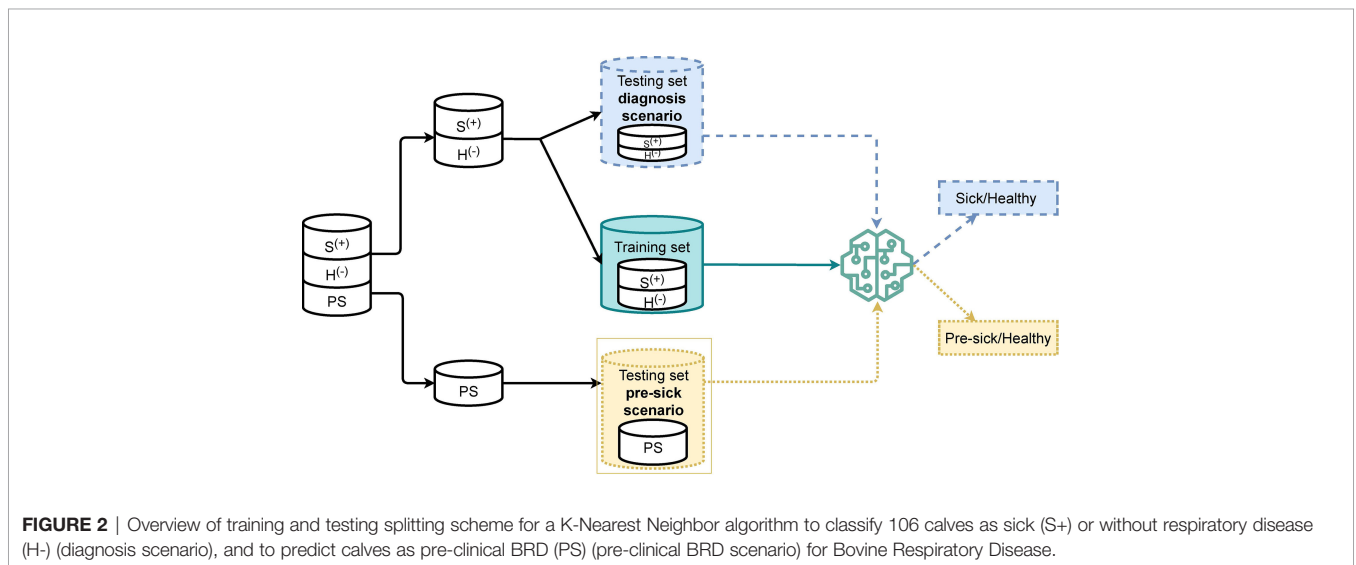 S(+)
H(-)
PS
S(+)
H(-)
PS
Testing set
diagnosis
scenario
S(+)
H(-)
Training set
S(+)
H(-)
Testing set
pre-sick
scenario
PS
Sick/Healthy
Pre-sick/Healthy
FIGURE 2 | Overview of training and testing splitting scheme for a K-Nearest Neighbor algorithm to classify 106 calves as sick (S+) or without respiratory disease
(H-) (diagnosis scenario), and to predict calves as pre-clinical BRD (PS) (pre-clinical BRD scenario) for Bovine Respiratory Disease.